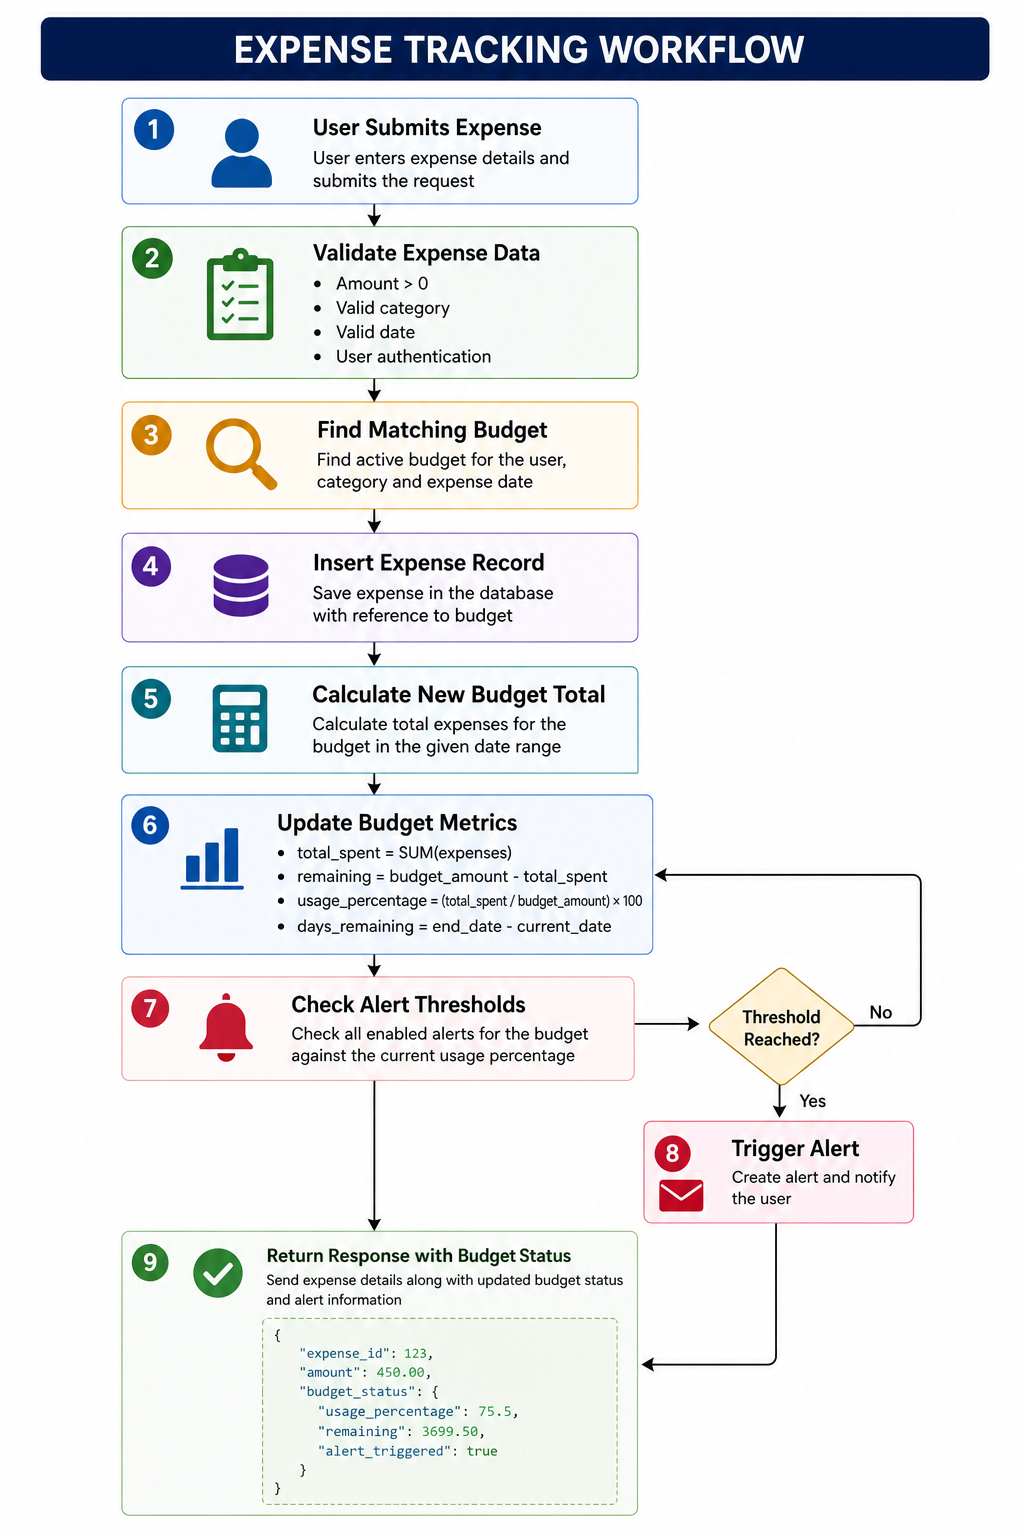 EXPENSE TRACKING WORKFLOW
1
User Submits Expense
User enters expense details and
submits the request
2
Validate Expense Data
• Amount > 0
• Valid category
• Valid date
• User authentication
3
Find Matching Budget
Find active budget for the user,
category and expense date
4
Insert Expense Record
Save expense in the database
with reference to budget
5
Calculate New Budget Total
Calculate total expenses for the
budget in the given date range
6
Update Budget Metrics
• total_spent = SUM(expenses)
• remaining = budget_amount - total_spent
• usage_percentage = (total_spent / budget_amount) × 100
• days_remaining = end_date - current_date
7
Check Alert Thresholds
Check all enabled alerts for the budget
against the current usage percentage
Threshold
Reached?
No
Yes
8
Trigger Alert
Create alert and notify
the user
9
Return Response with Budget Status
Send expense details along with updated budget status
and alert information
{
"expense_id": 123,
"amount": 450.00,
"budget_status": {
"usage_percentage": 75.5,
"remaining": 3699.50,
"alert_triggered": true
}
}